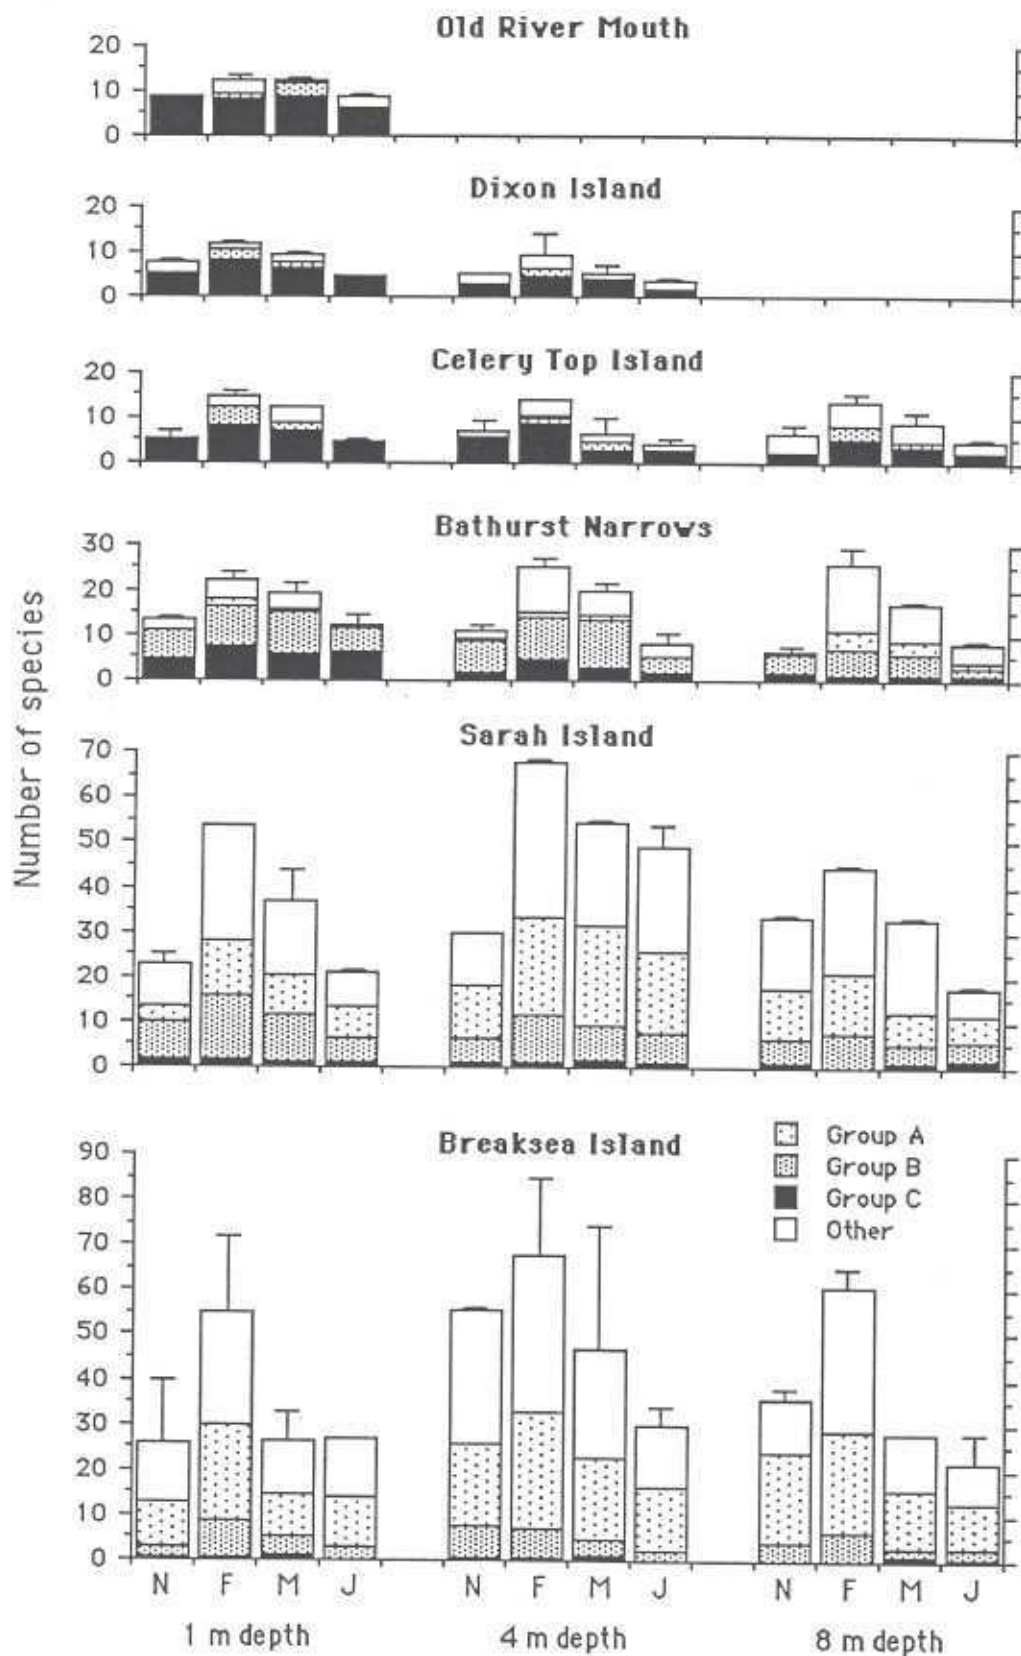 Old River Mouth
20
10
0
Dixon Island
20
10
0
Celery Top Island
20
10
0
Bathurst Narrows
30
20
10
0
Sarah Island
70
60
50
40
30
20
10
0
Number of species
Breaksea Island
90
80
70
60
50
40
30
20
10
0
Group A
Group B
Group C
Other
N F M J N F M J N F M J
1 m depth 4 m depth 8 m depth